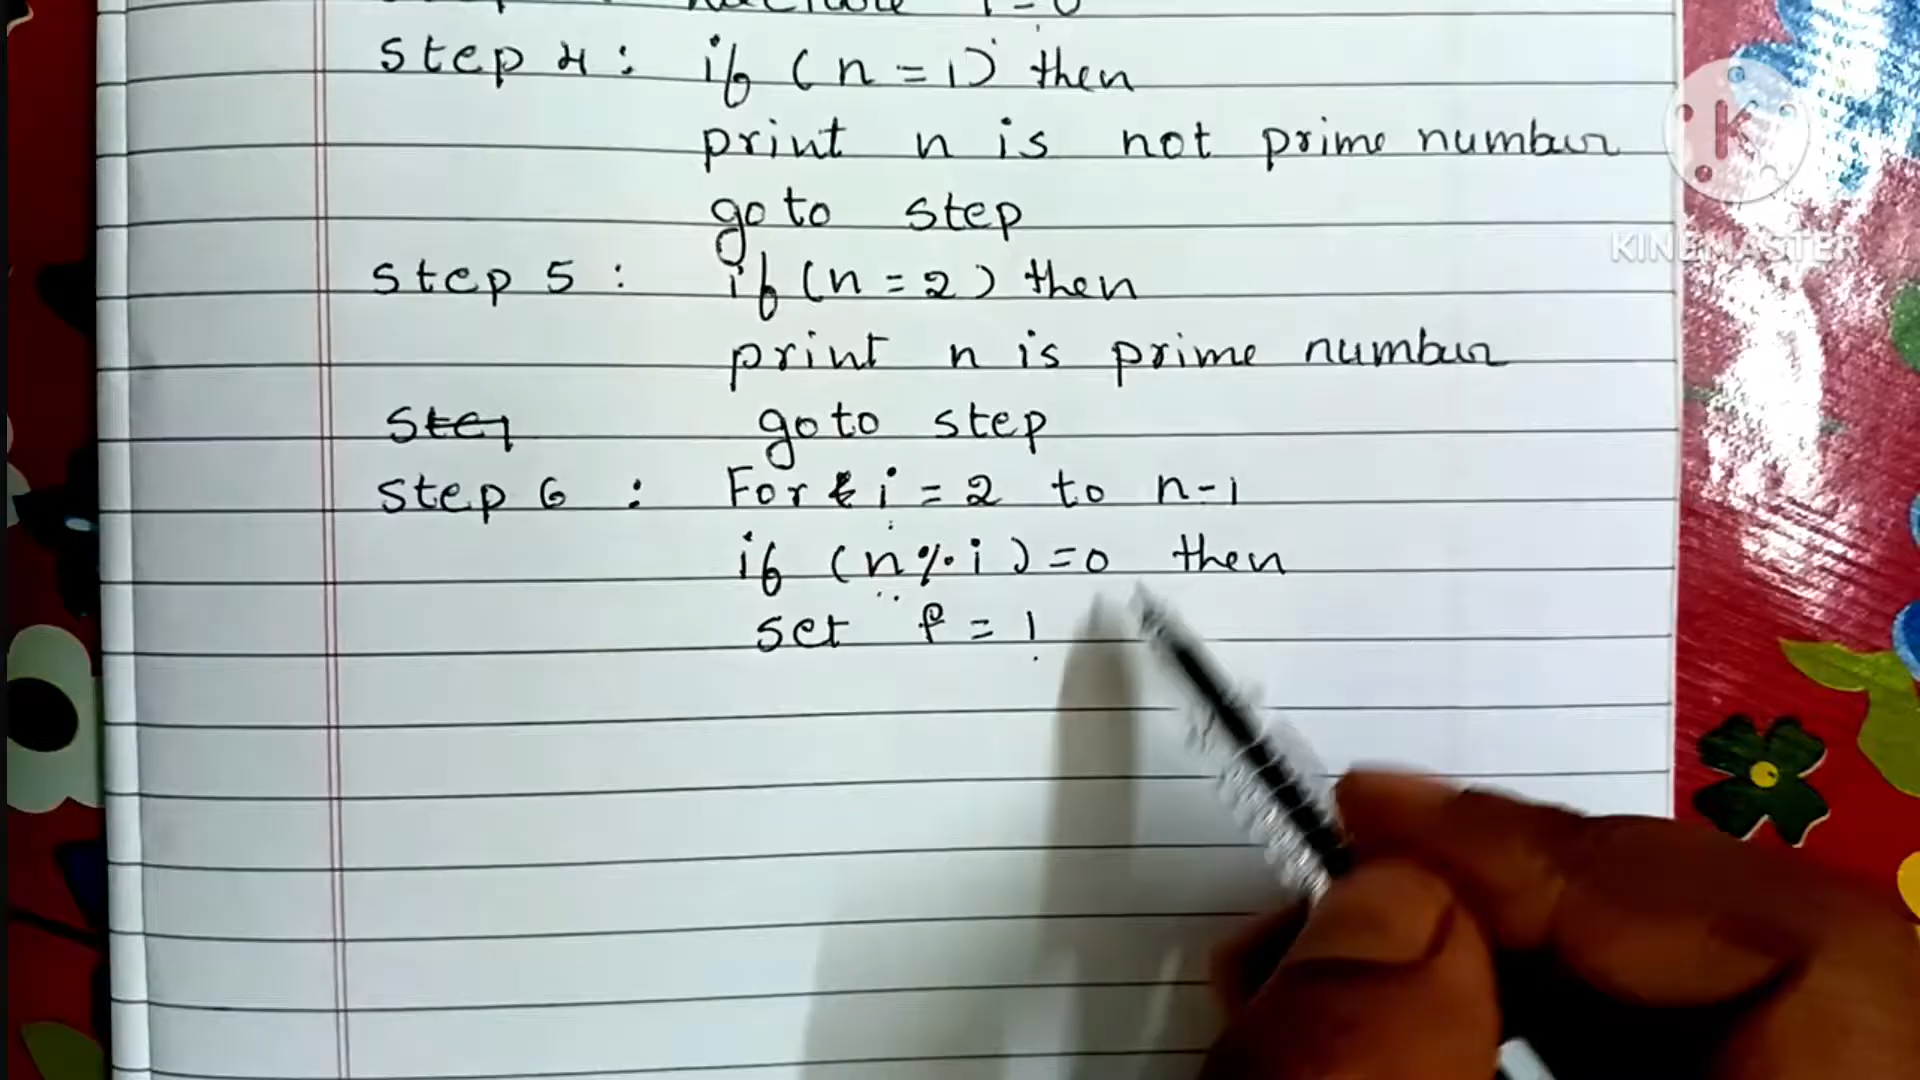 f=0
step 4: if (n=1) then
print n is not prime number
goto step
step 5: if (n=2) then
print n is prime number
goto step
step 6: For i=2 to n-1
if (n%i)=0 then
set f=1
K
KINEMASTER